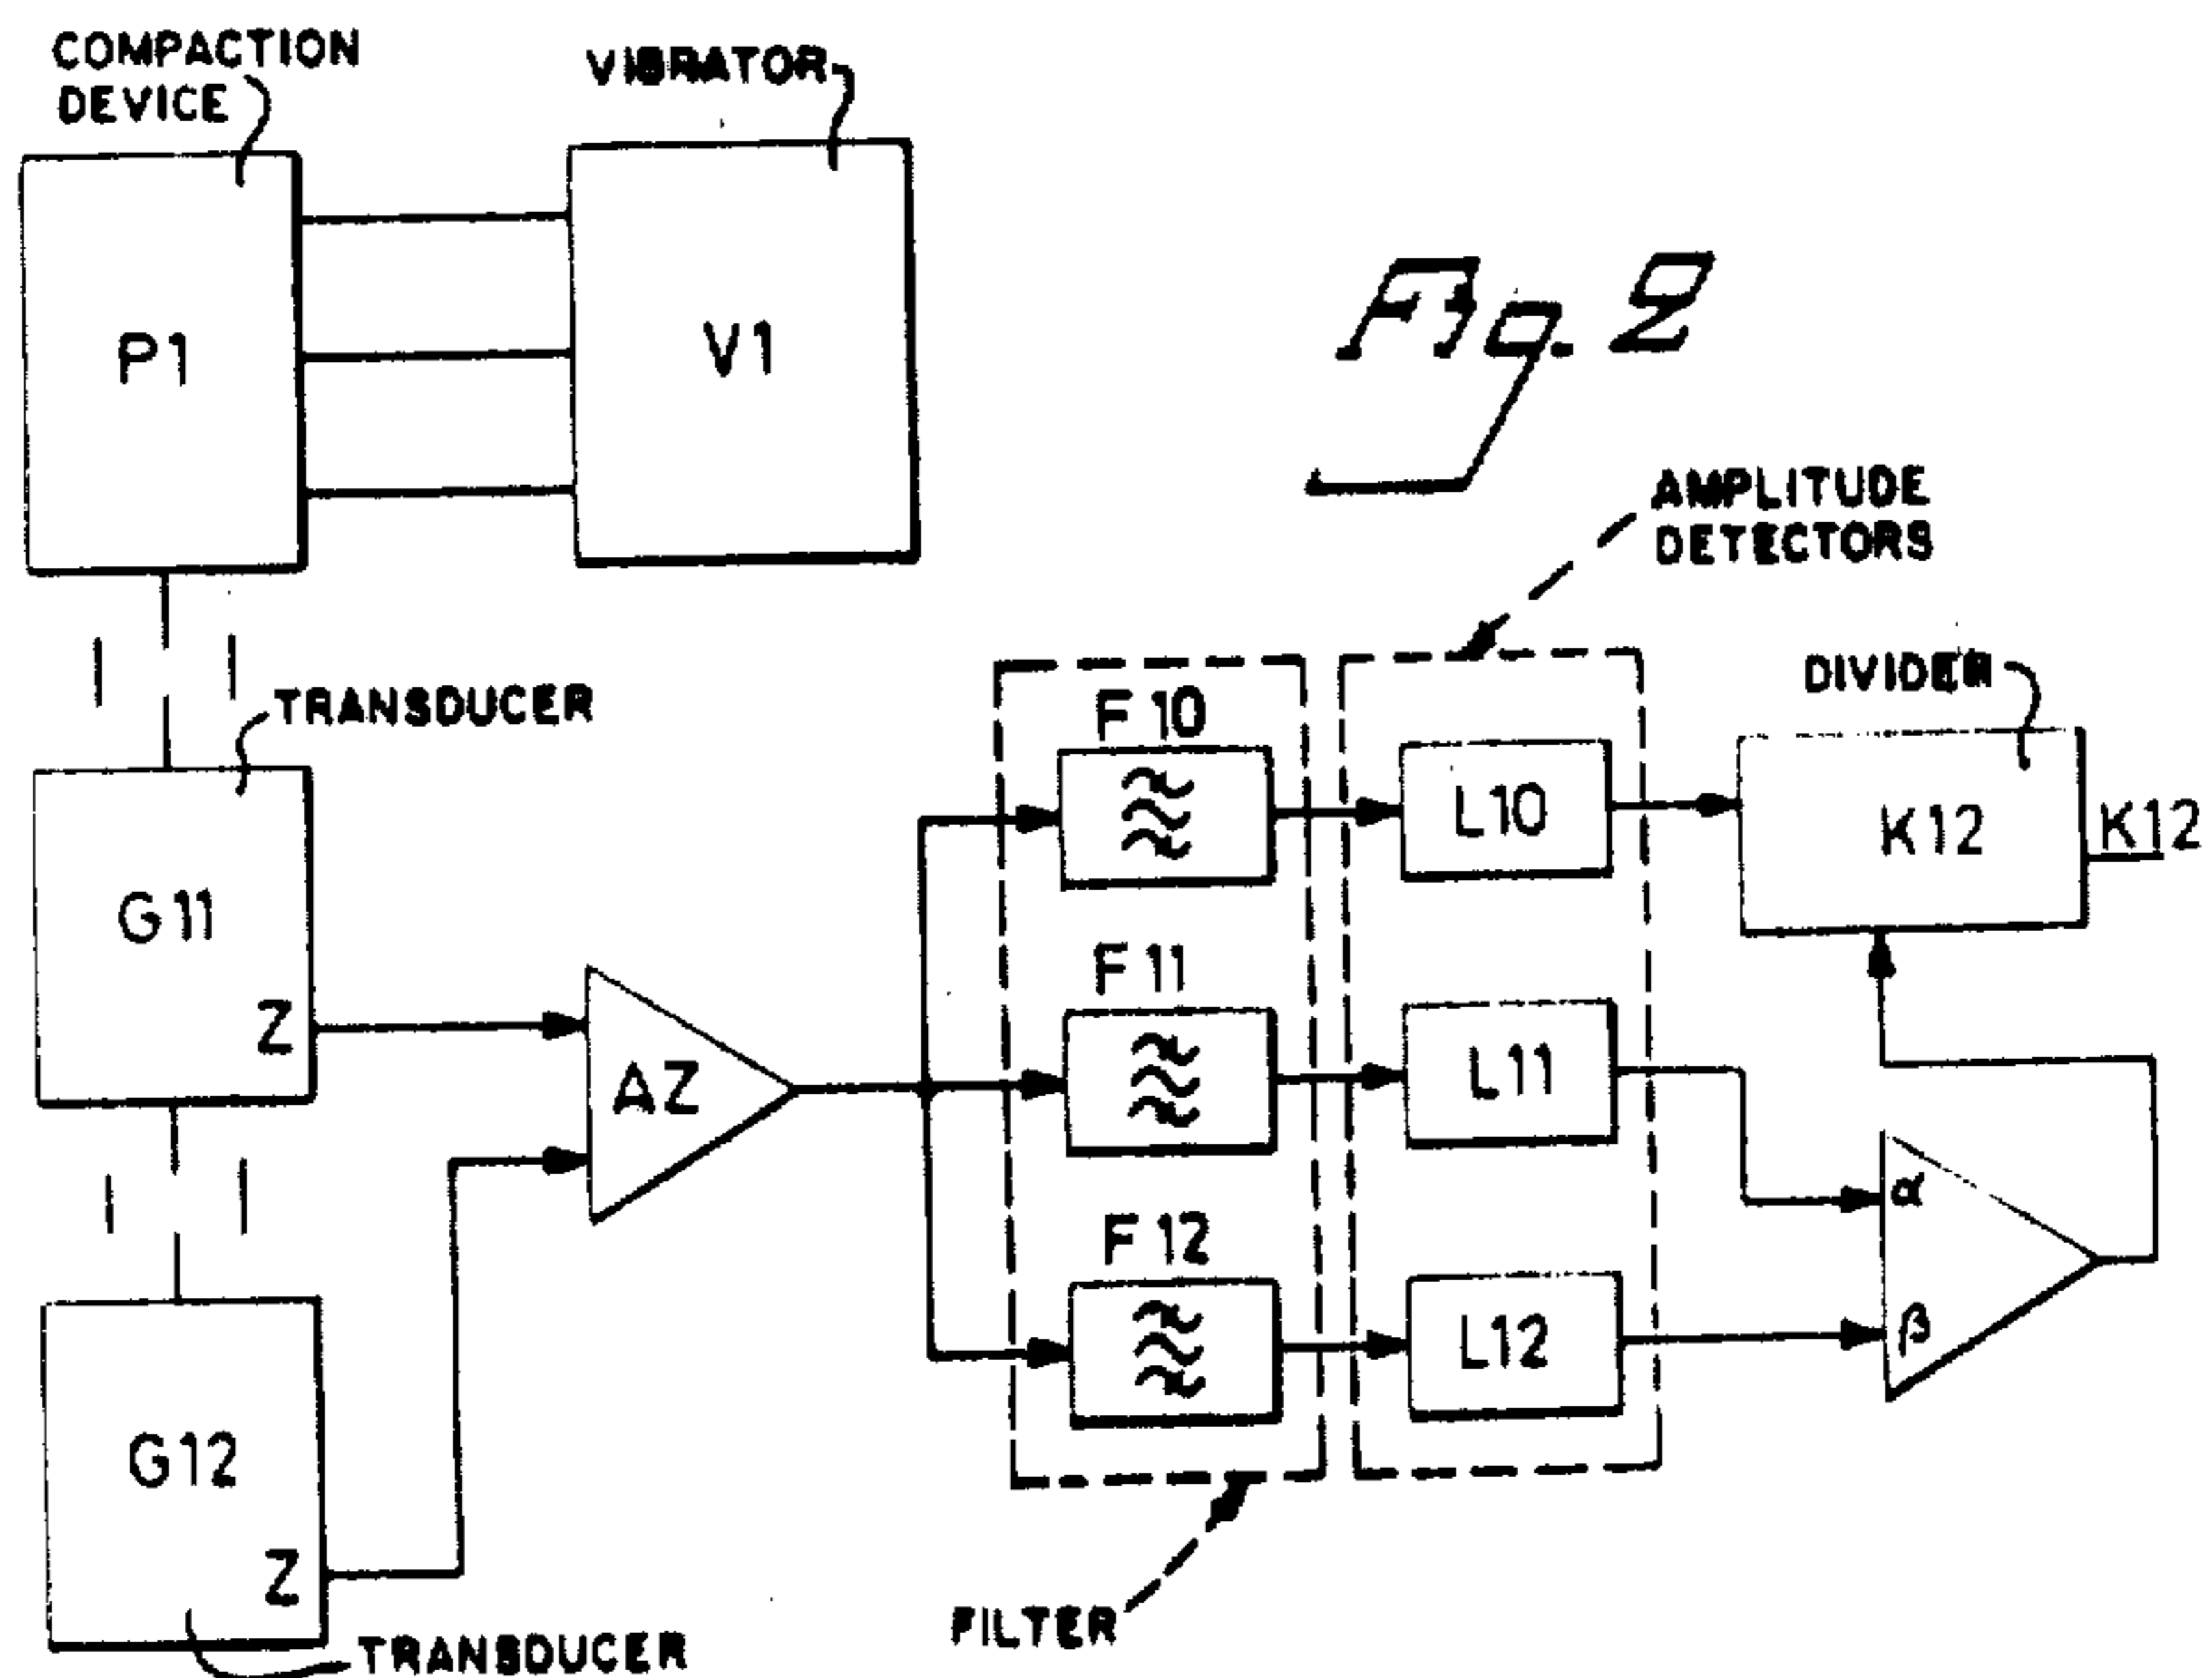 COMPACTION
DEVICE
VIBRATOR
P1
V1
Fig. 2
AMPLITUDE
DETECTORS
TRANSDUCER
DIVIDER
F10
L10
K12
K12
G11
Z
F11
L11
AZ
α
F12
L12
β
G12
Z
FILTER
TRANSDUCER